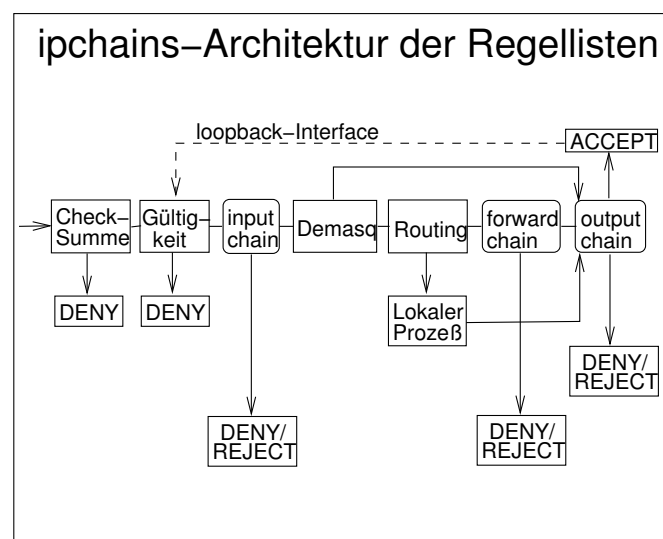 ipchains–Architektur der Regellisten
loopback–Interface
ACCEPT
Check–
Summe
Gültig–
keit
input
chain
Demasq
Routing
forward
chain
output
chain
DENY
DENY
Lokaler
Prozeß
DENY/
REJECT
DENY/
REJECT
DENY/
REJECT